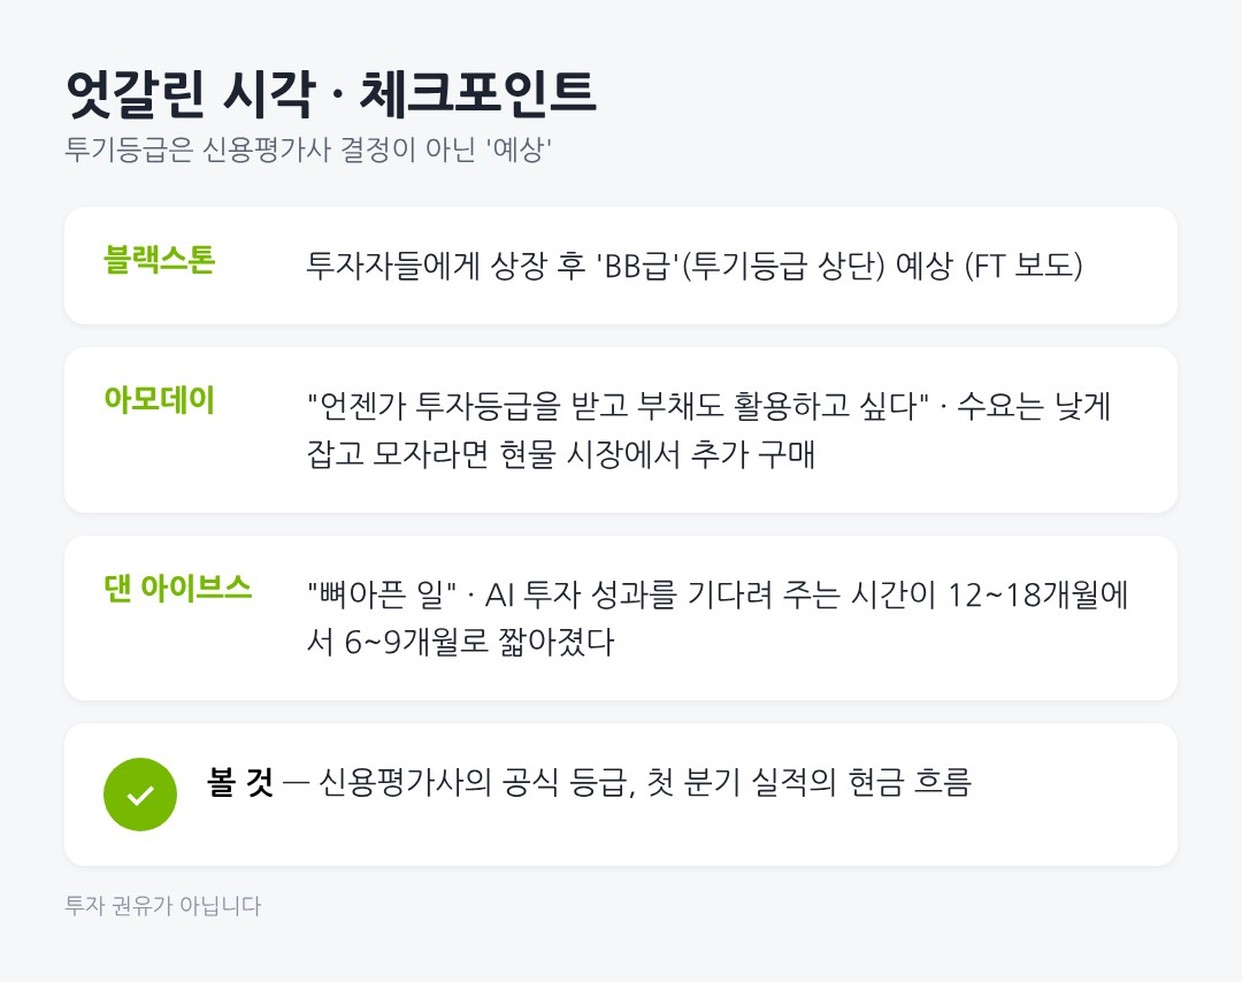 엇갈린 시각 · 체크포인트
투기등급은 신용평가사 결정이 아닌 '예상'
블랙스톤
투자자들에게 상장 후 'BB급'(투기등급 상단) 예상 (FT 보도)
아모데이
"언젠가 투자등급을 받고 부채도 활용하고 싶다" · 수요는 낮게
잡고 모자라면 현물 시장에서 추가 구매
댄 아이브스
"뼈아픈 일" · AI 투자 성과를 기다려 주는 시간이 12~18개월에
서 6~9개월로 짧아졌다
볼 것 — 신용평가사의 공식 등급, 첫 분기 실적의 현금 흐름
투자 권유가 아닙니다